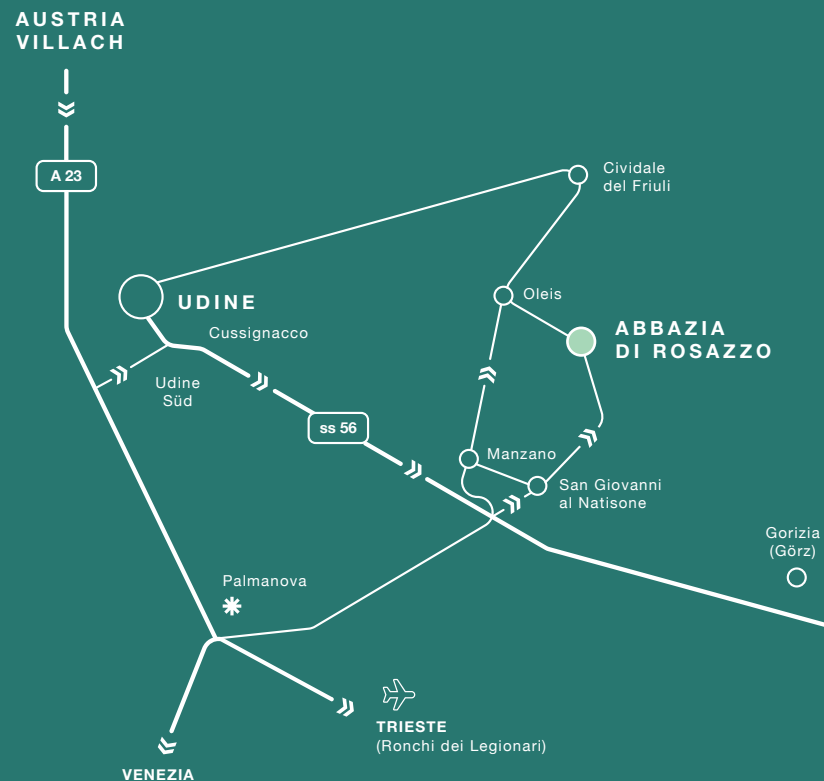 AUSTRIA
VILLACH
A 23
Cividale
del Friuli
UDINE
Oleis
Cussignacco
ABBAZIA
DI ROSAZZO
Udine
Süd
ss 56
Manzano
San Giovanni
al Natisone
Gorizia
(Görz)
Palmanova
TRIESTE
(Ronchi dei Legionari)
VENEZIA